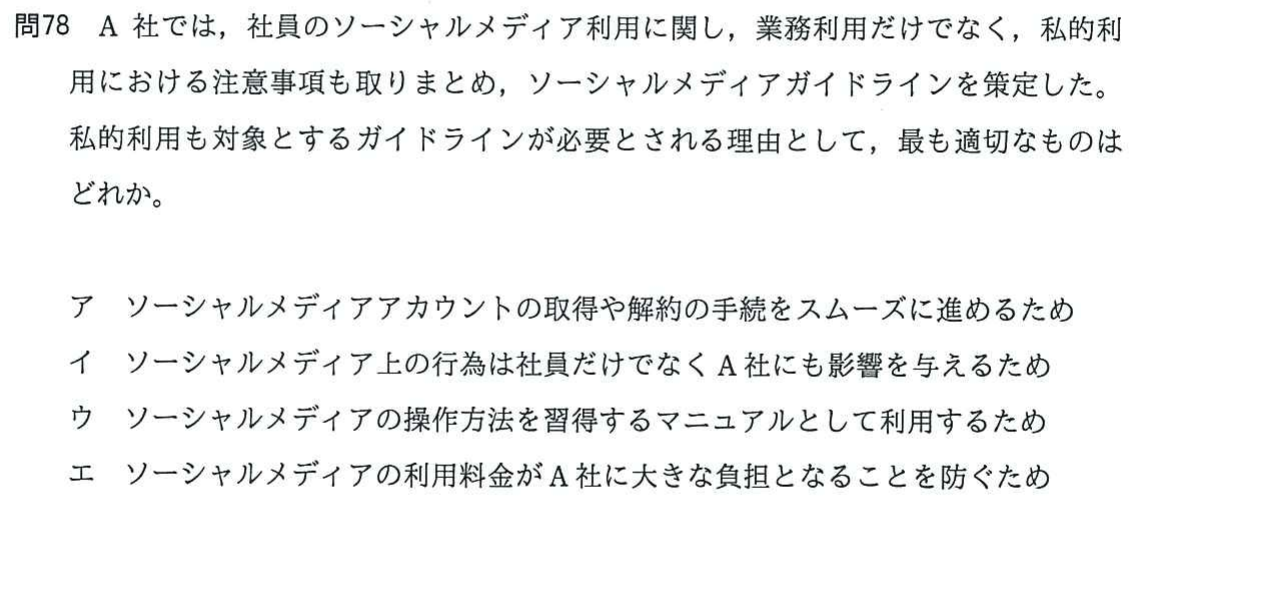 問78 A 社では，社員のソーシャルメディア利用に関し，業務利用だけでなく，私的利
用における注意事項も取りまとめ，ソーシャルメディアガイドラインを策定した。
私的利用も対象とするガイドラインが必要とされる理由として，最も適切なものは
どれか。
ア ソーシャルメディアアカウントの取得や解約の手続をスムーズに進めるため
イ ソーシャルメディア上の行為は社員だけでなく A 社にも影響を与えるため
ウ ソーシャルメディアの操作方法を習得するマニュアルとして利用するため
エ ソーシャルメディアの利用料金が A 社に大きな負担となることを防ぐため